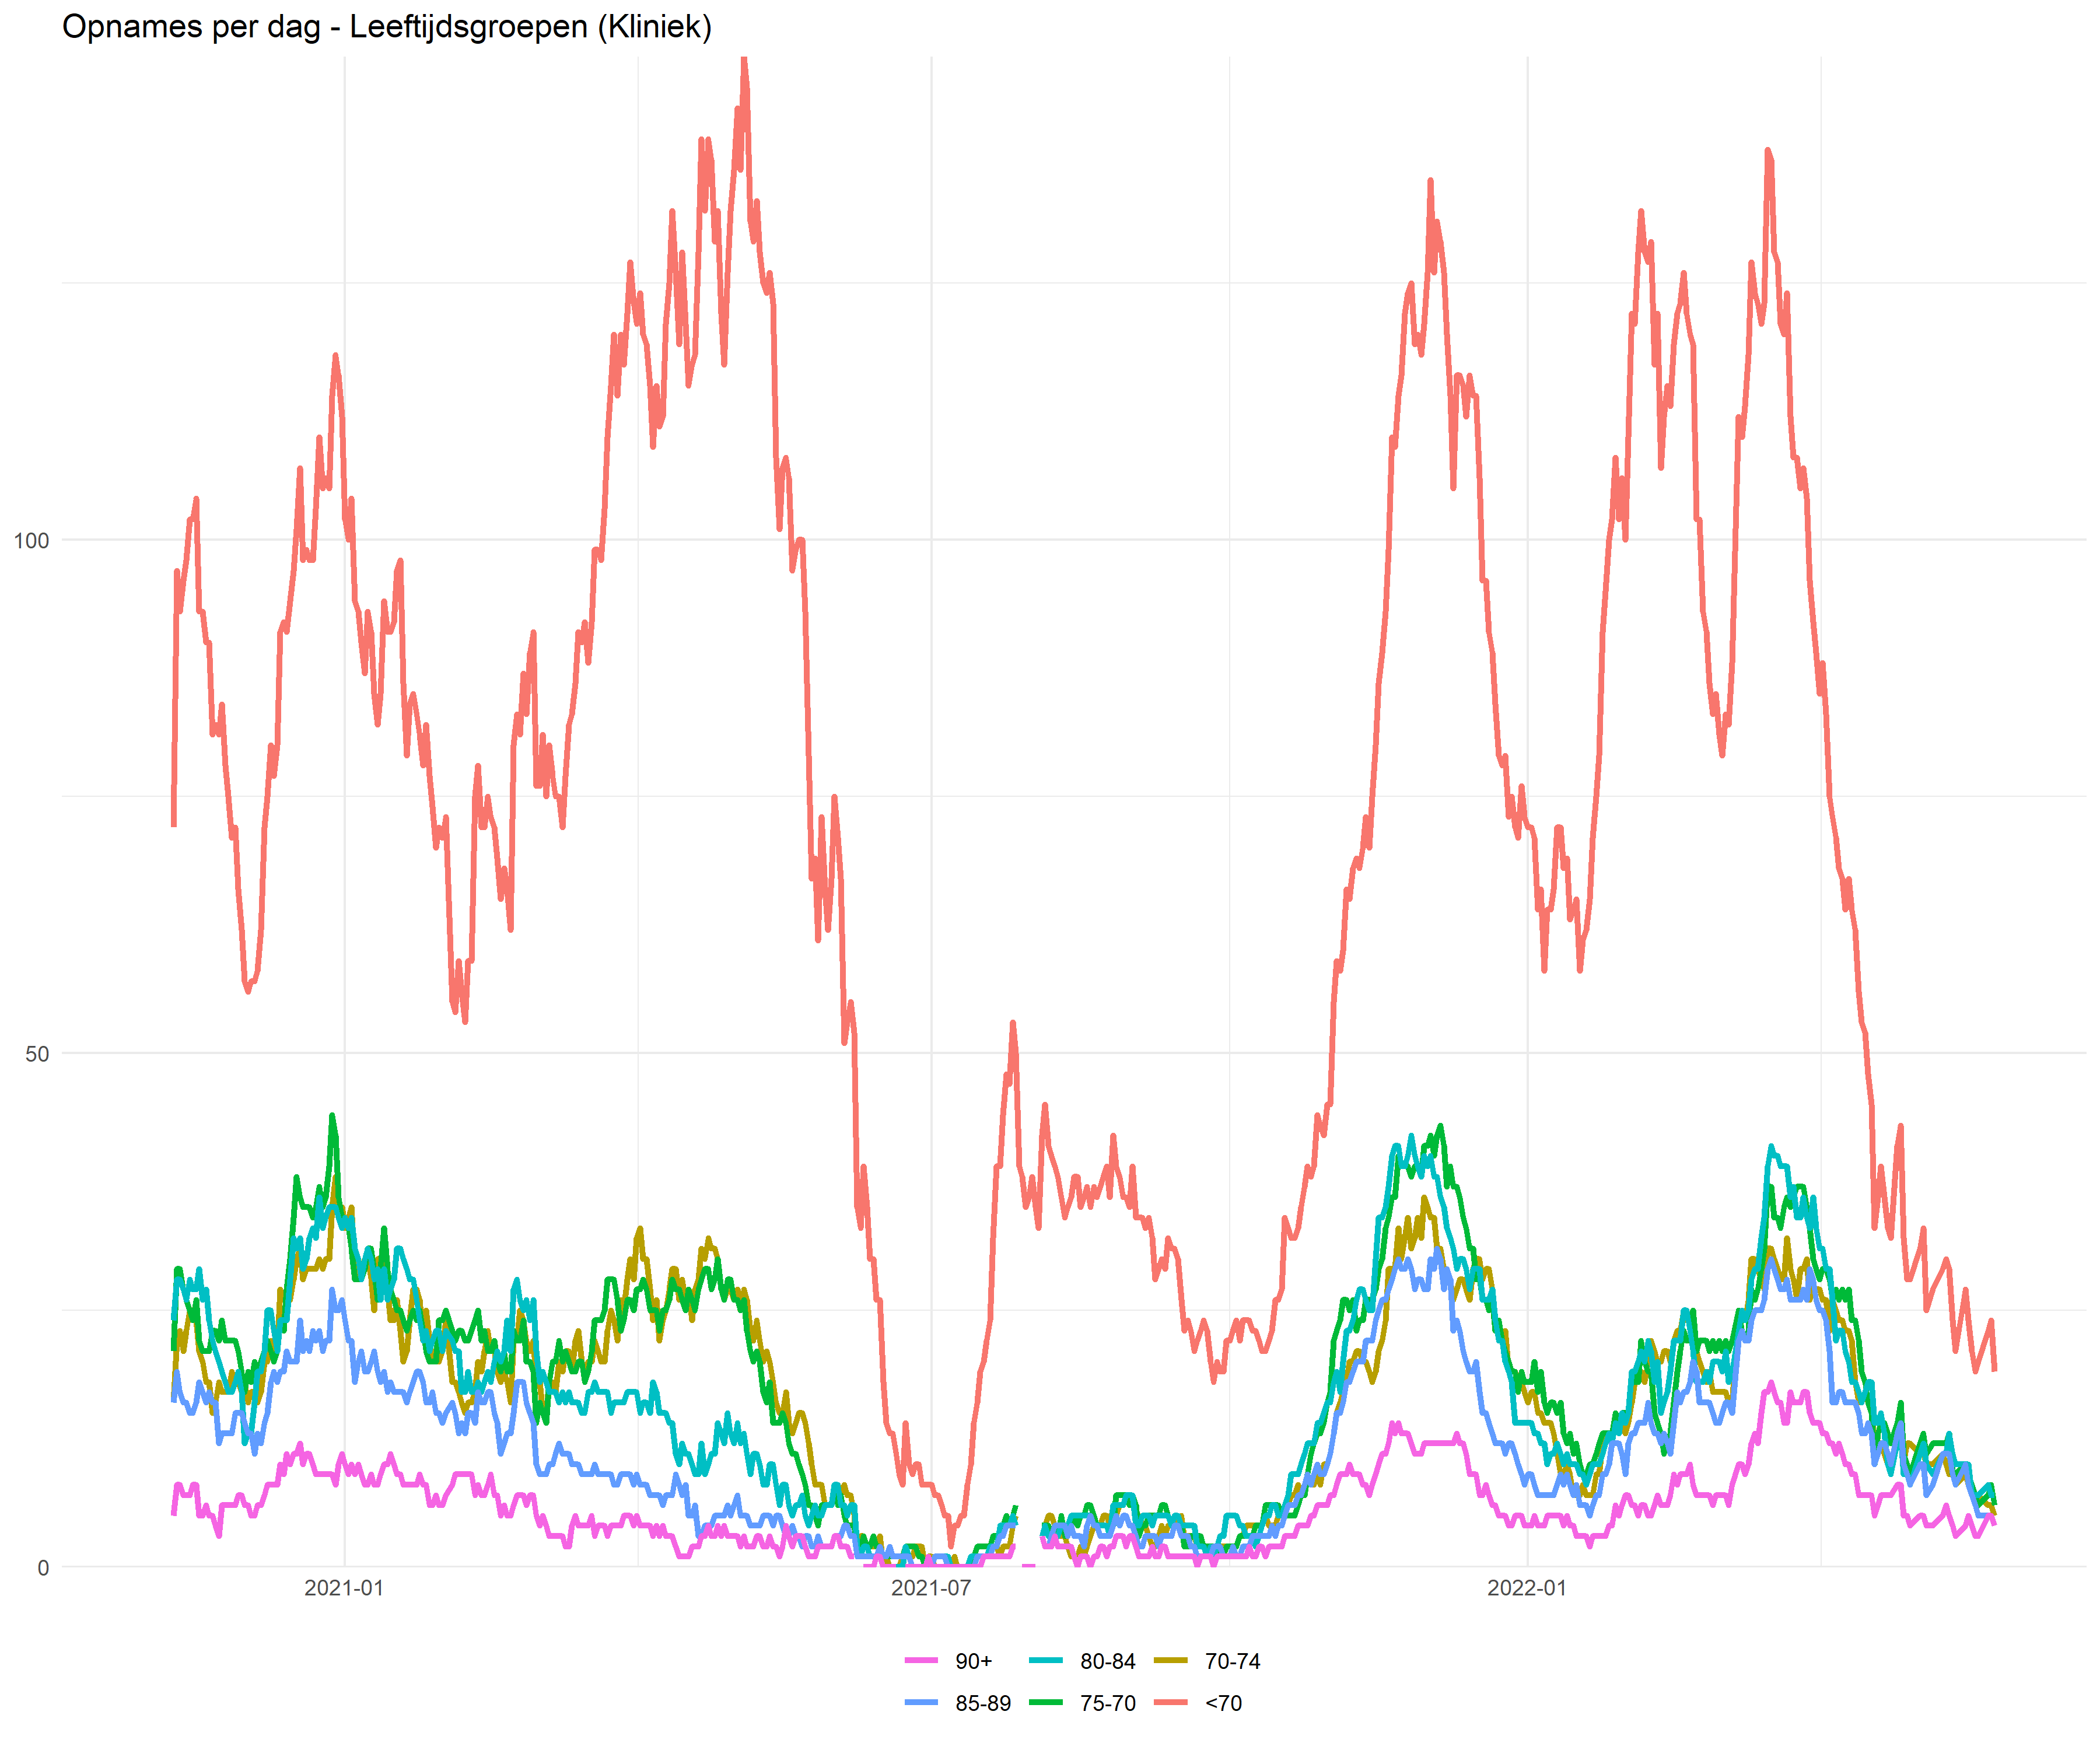 Opnames per dag - Leeftijdsgroepen (Kliniek)
100
50
0
2021-01 2021-07 2022-01
90+ 80-84 70-74
85-89 75-70 <70